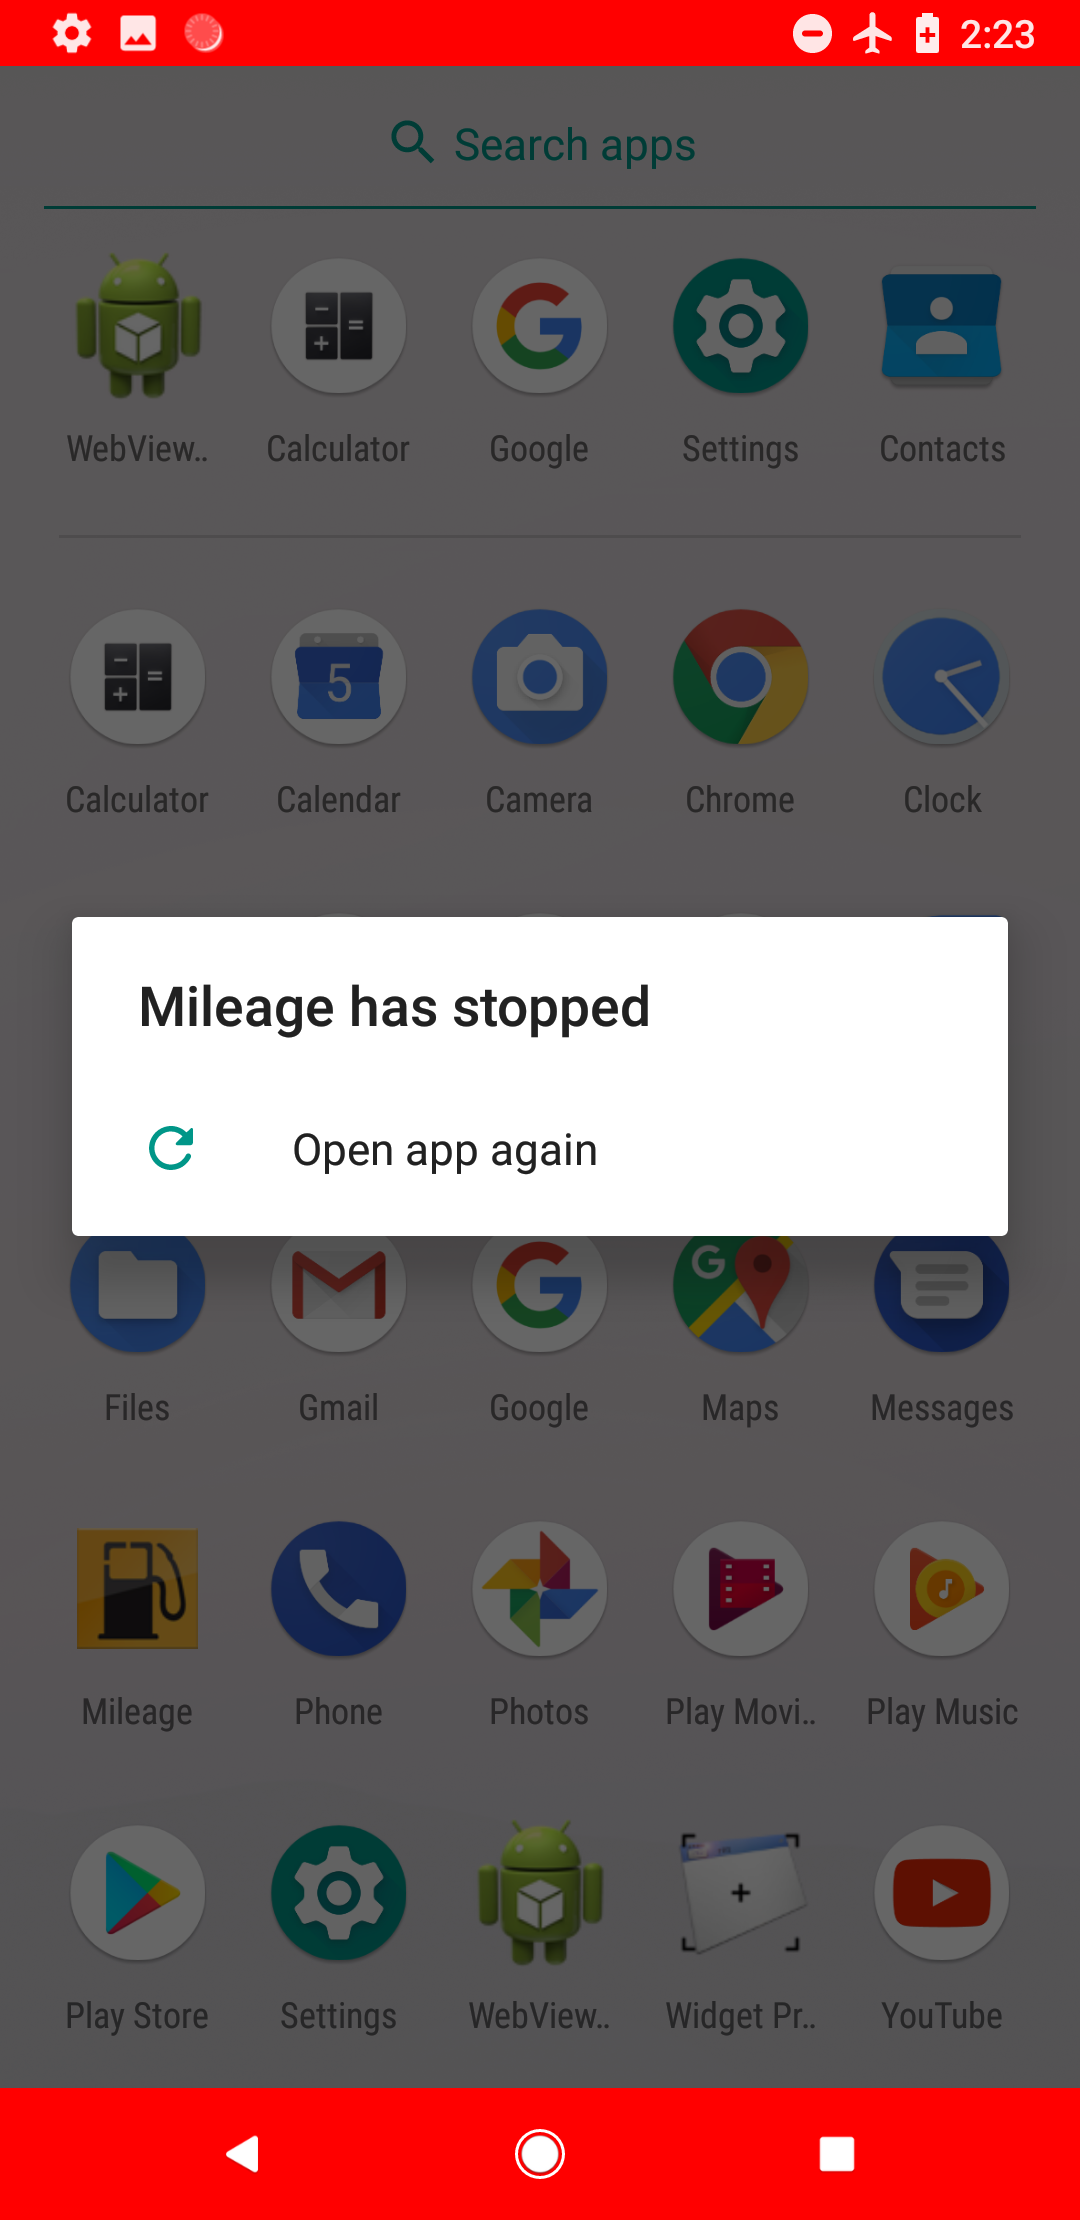 2:23
Search apps
WebView..
Calculator
Google
Settings
Contacts
Calculator
5
Calendar
Camera
Chrome
Clock
Mileage has stopped
Open app again
Files
Gmail
Google
Maps
Messages
Mileage
Phone
Photos
Play Movi..
Play Music
Play Store
Settings
WebView..
Widget Pr..
YouTube